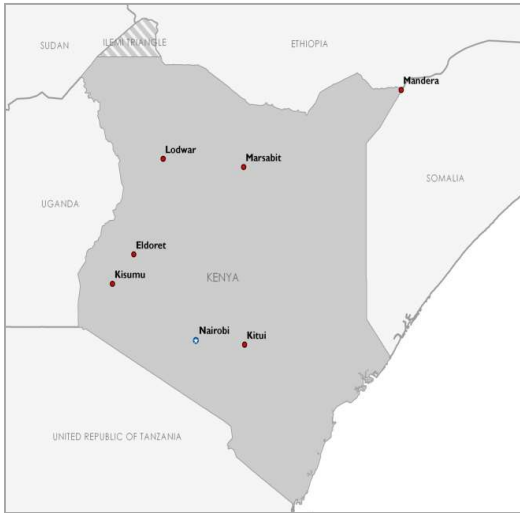 SUDAN
ILEMI TRIANGLE
ETHIOPIA
Mandera
Lodwar
Marsabit
SOMALIA
UGANDA
Eldoret
KENYA
Kisumu
Nairobi
Kitui
UNITED REPUBLIC OF TANZANIA